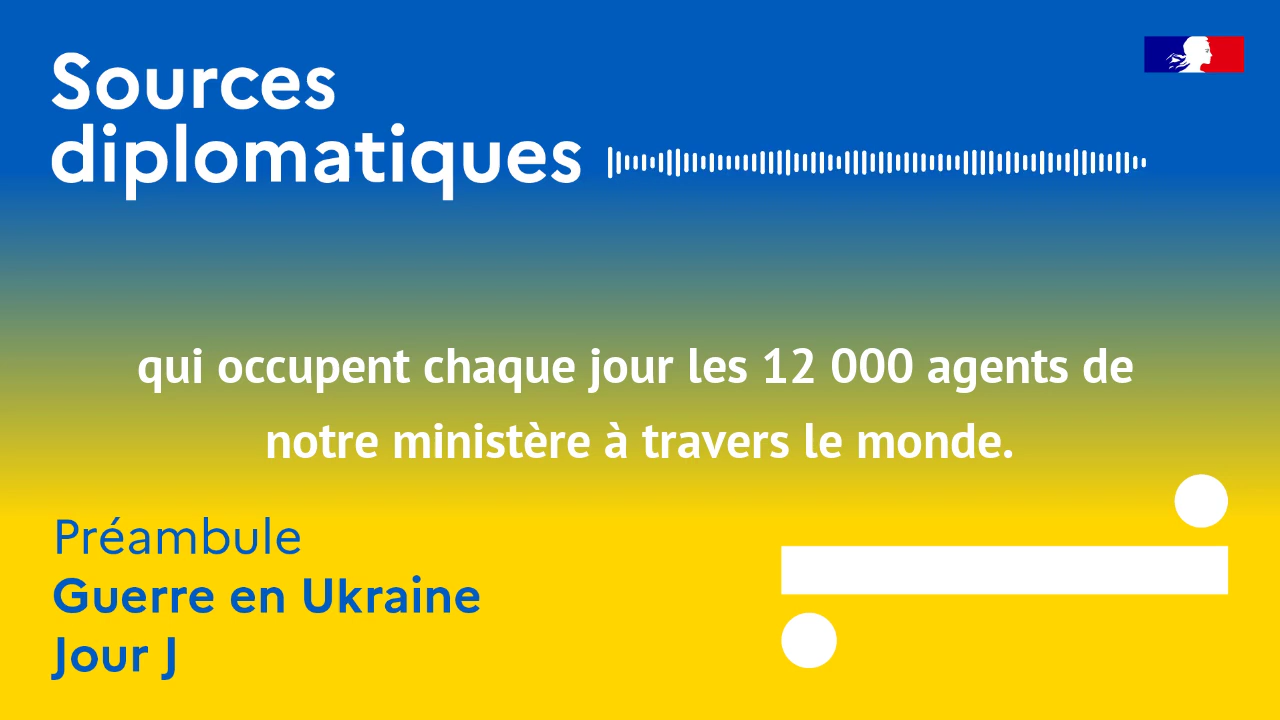 Sources
diplomatiques
qui occupent chaque jour les 12 000 agents de
notre ministère à travers le monde.
Préambule
Guerre en Ukraine
Jour J